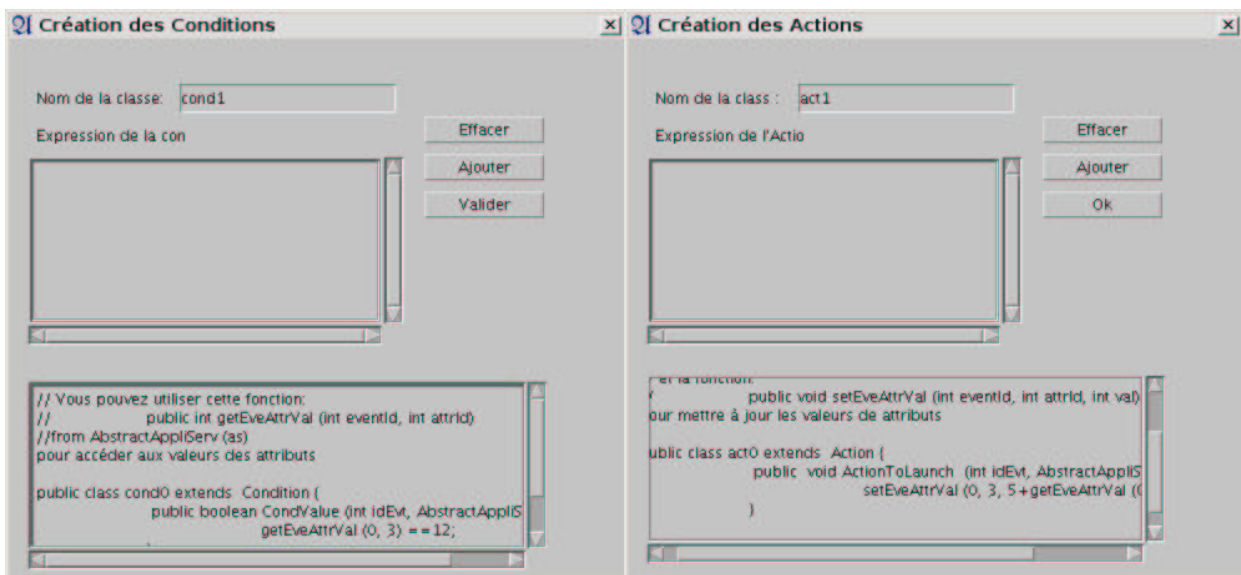 Création des Conditions
Nom de la classe: cond1
Expression de la con
Effacer
Ajouter
Valider
// Vous pouvez utiliser cette fonction:
// public int getEveAttrVal (int eventId, int attrId)
//from AbstractAppliServ (as)
pour accéder aux valeurs des attributs
public class cond0 extends Condition {
public boolean CondValue (int idEvt, AbstractAppliS
getEveAttrVal (0, 3) ==12;
Création des Actions
Nom de la class : act1
Expression de l'Actio
Effacer
Ajouter
Ok
et la fonction:
public void setEveAttrVal (int eventId, int attrId, int val)
our mettre à jour les valeurs de attributs
ublic class act0 extends Action {
public void ActionToLaunch (int idEvt, AbstractAppliS
setEveAttrVal (0, 3, 5+getEveAttrVal ((
}